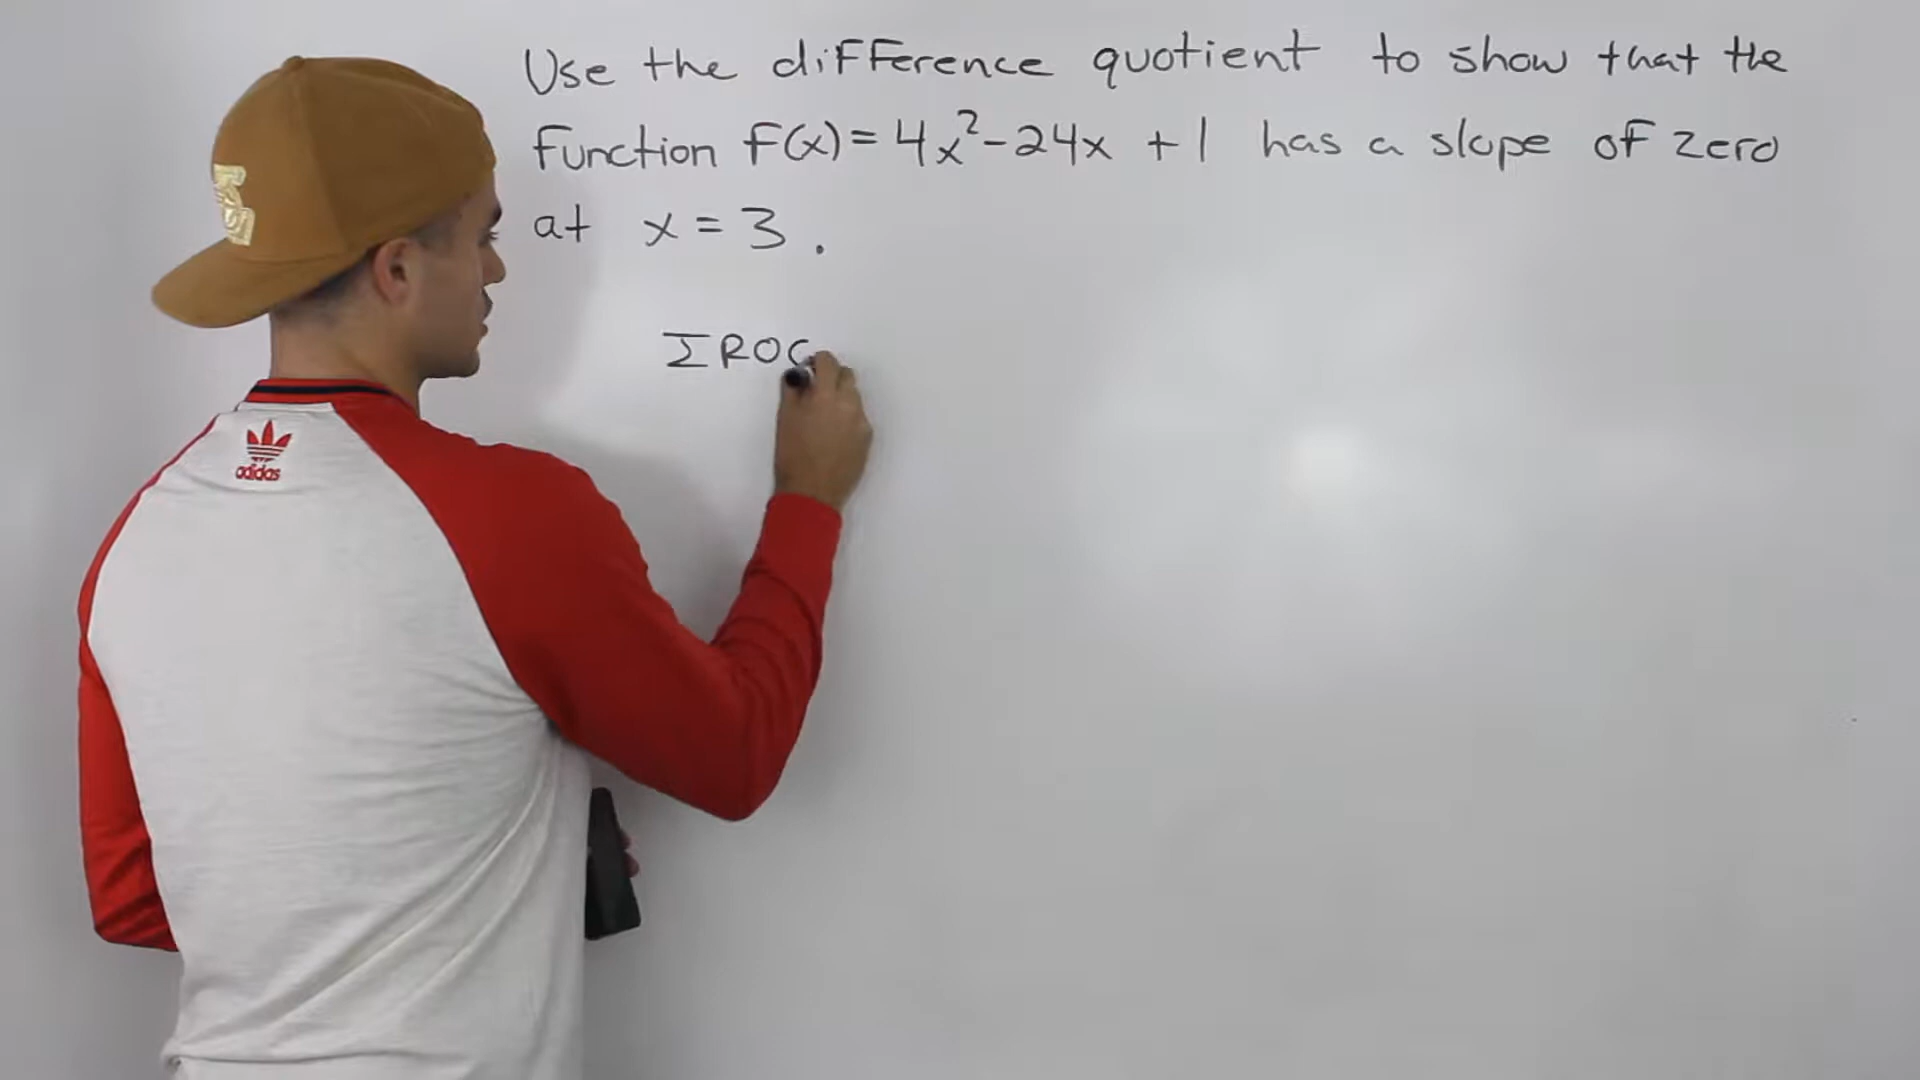 Use the difference quotient to show that the
function f(x) = 4x² - 24x + 1 has a slope of zero
at x = 3.
IROC
adidas